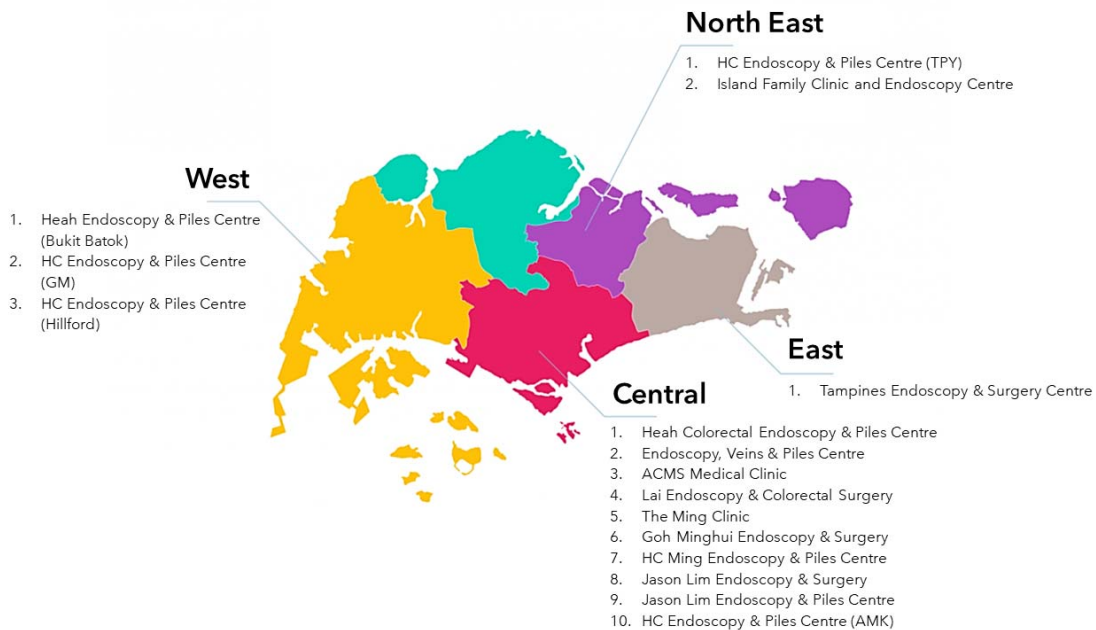 North East
1. HC Endoscopy & Piles Centre (TPY)
2. Island Family Clinic and Endoscopy Centre
West
1. Heah Endoscopy & Piles Centre
(Bukit Batok)
2. HC Endoscopy & Piles Centre
(GM)
3. HC Endoscopy & Piles Centre
(Hillford)
East
1. Tampines Endoscopy & Surgery Centre
Central
1. Heah Colorectal Endoscopy & Piles Centre
2. Endoscopy, Veins & Piles Centre
3. ACMS Medical Clinic
4. Lai Endoscopy & Colorectal Surgery
5. The Ming Clinic
6. Goh Minghui Endoscopy & Surgery
7. HC Ming Endoscopy & Piles Centre
8. Jason Lim Endoscopy & Surgery
9. Jason Lim Endoscopy & Piles Centre
10. HC Endoscopy & Piles Centre (AMK)